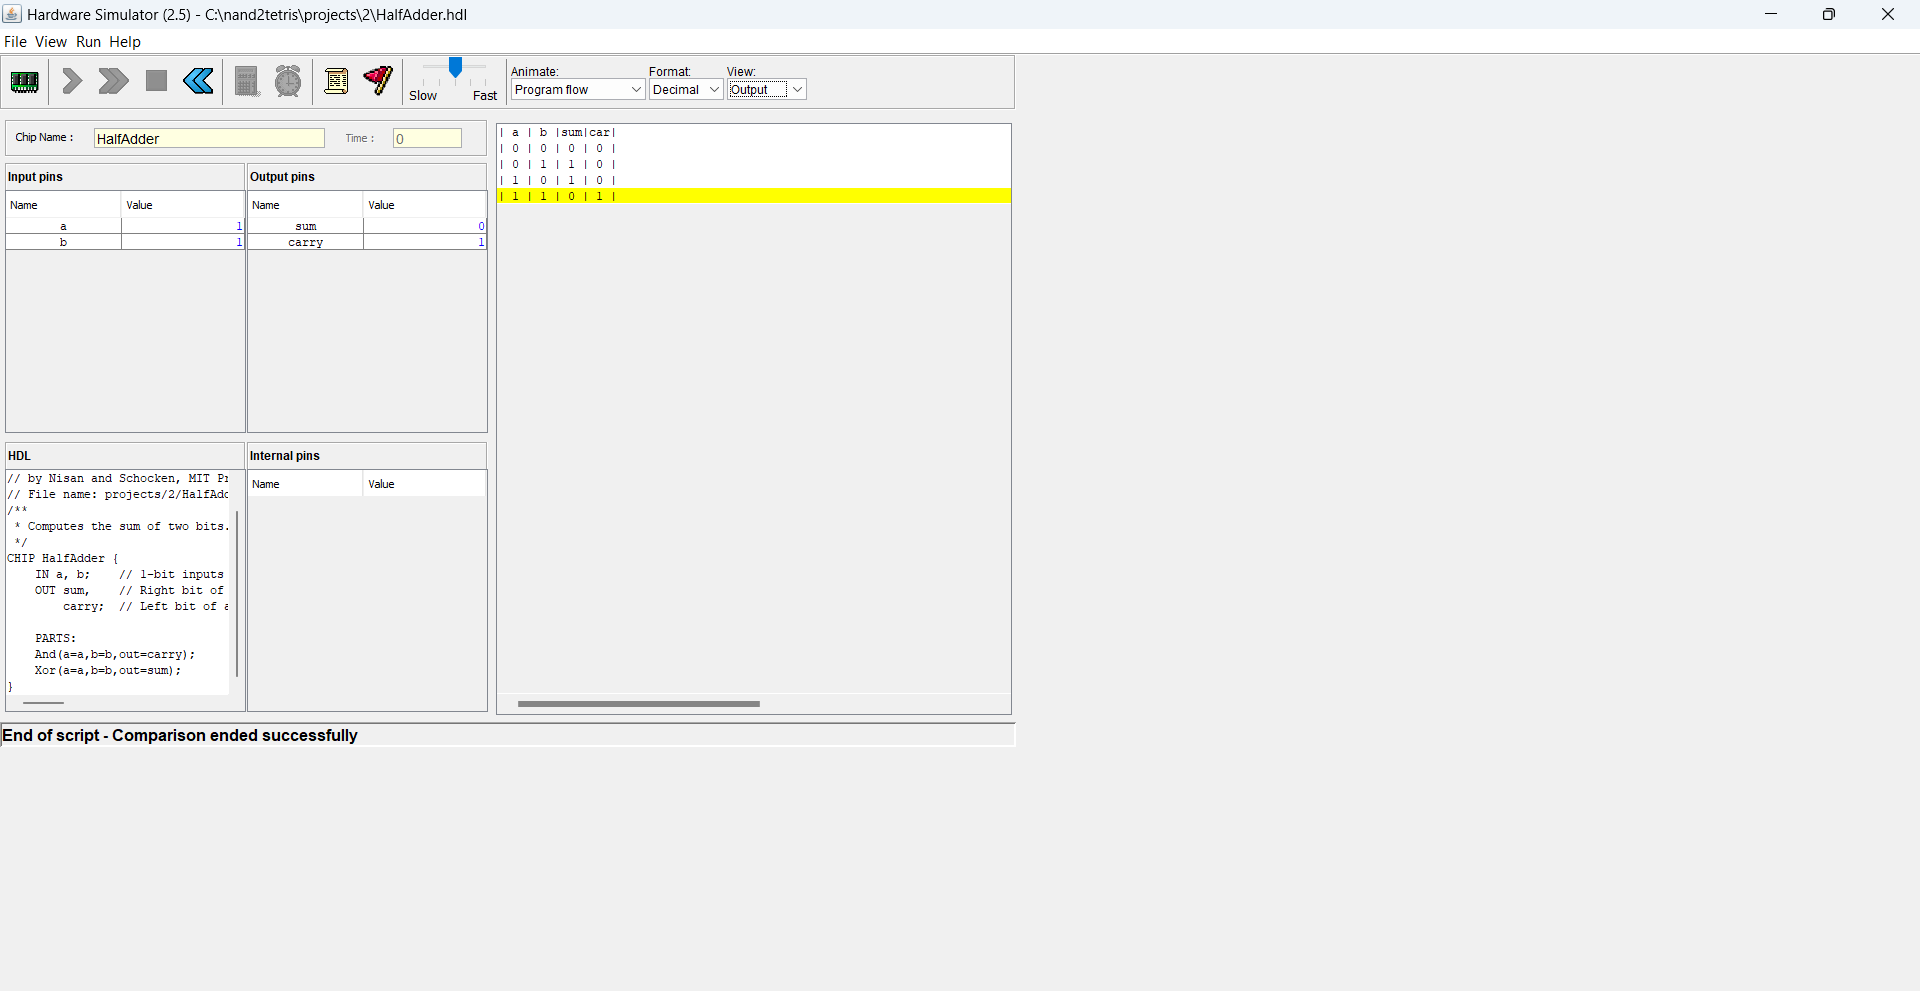 Hardware Simulator (2.5) - C:\nand2tetris\projects\2\HalfAdder.hdl
File View Run Help
Slow Fast
Animate: Format: View:
Program flow Decimal Output
Chip Name : HalfAdder Time : 0
Input pins
Name Value
a 1
b 1
Output pins
Name Value
sum 0
carry 1
| a | b |sum|car|
| 0 | 0 | 0 | 0 |
| 0 | 1 | 1 | 0 |
| 1 | 0 | 1 | 0 |
| 1 | 1 | 0 | 1 |
HDL
// by Nisan and Schocken, MIT Pr
// File name: projects/2/HalfAdd
/**
* Computes the sum of two bits.
*/
CHIP HalfAdder {
IN a, b; // 1-bit inputs
OUT sum, // Right bit of
carry; // Left bit of a
PARTS:
And(a=a,b=b,out=carry);
Xor(a=a,b=b,out=sum);
}
Internal pins
Name Value
End of script - Comparison ended successfully